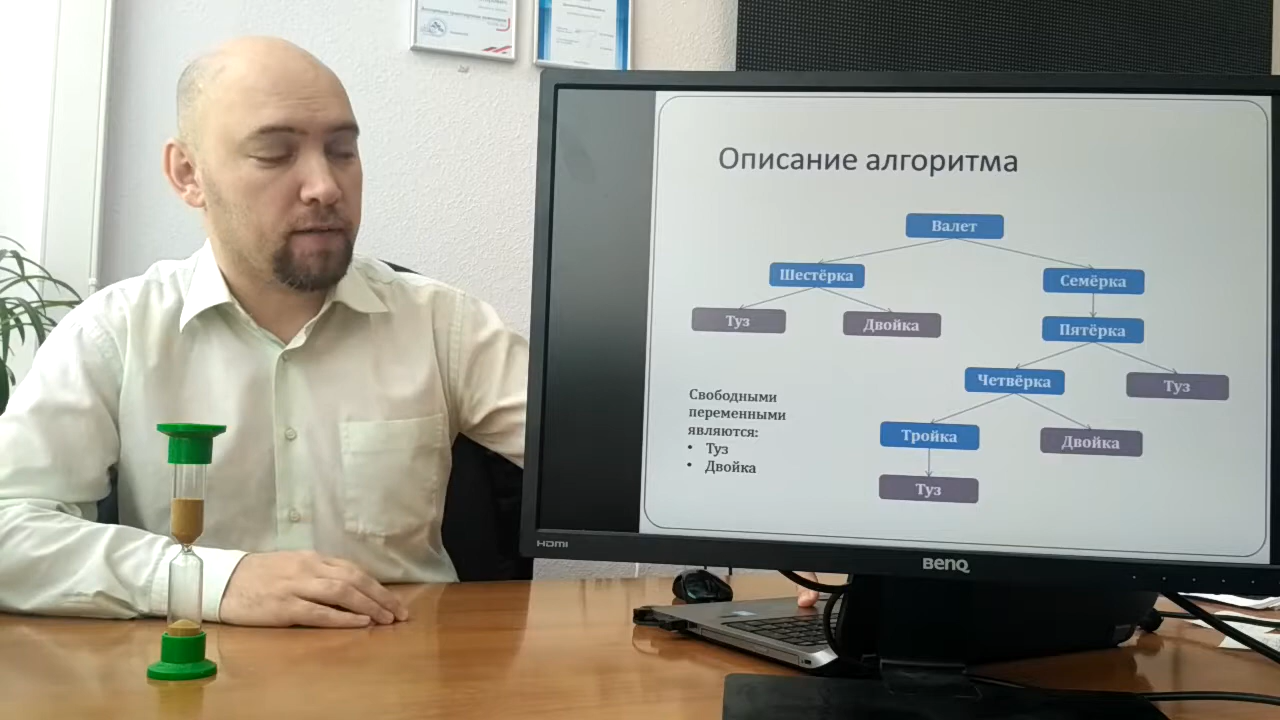 Описание алгоритма
Валет
Шестёрка
Семёрка
Туз
Двойка
Пятёрка
Четвёрка
Туз
Свободными
переменными
являются:
• Туз
• Двойка
Тройка
Двойка
Туз
HDMI
BenQ